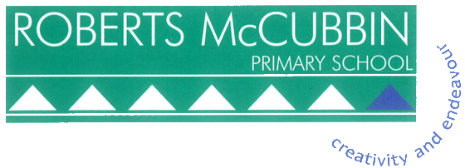 ROBERTS McCUBBIN
PRIMARY SCHOOL
creativity and endeavour